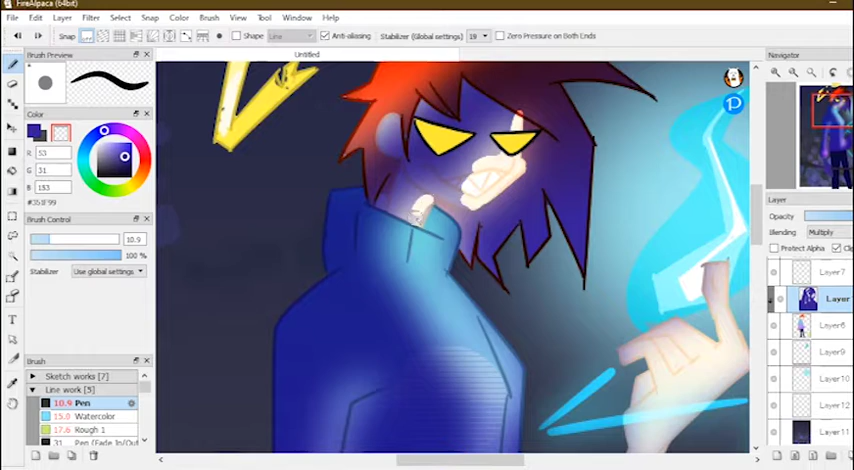 FireAlpaca (64bit)
File Edit Layer Filter Select Snap Color Brush View Tool Window Help
Snap Shape Line Anti-aliasing Stabilizer (Global settings) 19 Zero Pressure on Both Ends
Brush Preview
Untitled
Navigator
Color
R 53
G 31
B 153
#351F99
Brush Control
10.9
100 %
Stabilizer Use global settings
Brush
Sketch works [7]
Line work [5]
10.9 Pen
15.0 Watercolor
17.6 Rough 1
31 Pen (Fade In/Out
Layer
Opacity
Blending Multiply
Protect Alpha
Layer7
Layer
Layer6
Layer9
Layer10
Layer12
Layer11